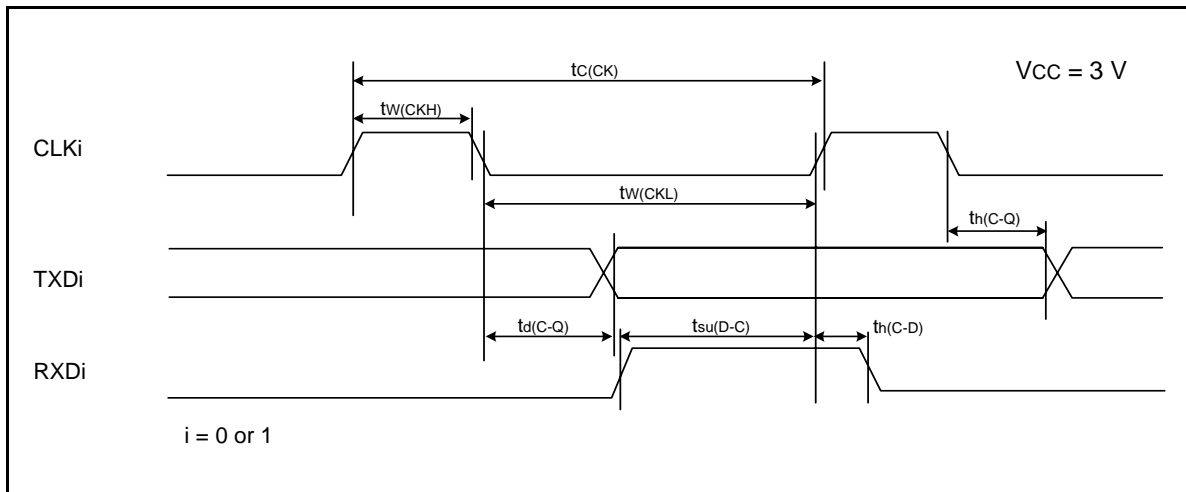 tC(CK)
VCC = 3 V
tW(CKH)
CLKi
tW(CKL)
th(C-Q)
TXDi
td(C-Q)
tsu(D-C)
th(C-D)
RXDi
i = 0 or 1